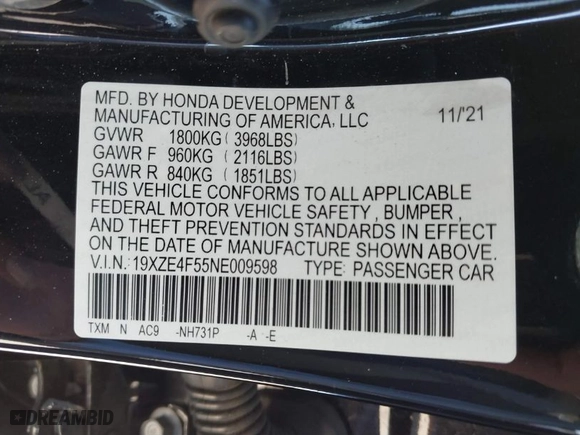 MFD. BY HONDA DEVELOPMENT &
MANUFACTURING OF AMERICA, LLC 11/'21
GVWR 1800KG ( 3968LBS )
GAWR F 960KG ( 2116LBS )
GAWR R 840KG ( 1851LBS )
THIS VEHICLE CONFORMS TO ALL APPLICABLE
FEDERAL MOTOR VEHICLE SAFETY , BUMPER ,
AND THEFT PREVENTION STANDARDS IN EFFECT
ON THE DATE OF MANUFACTURE SHOWN ABOVE.
V.I.N.: 19XZE4F55NE009598 TYPE: PASSENGER CAR
TXM N AC9 -NH731P -A -E
DREAMBID